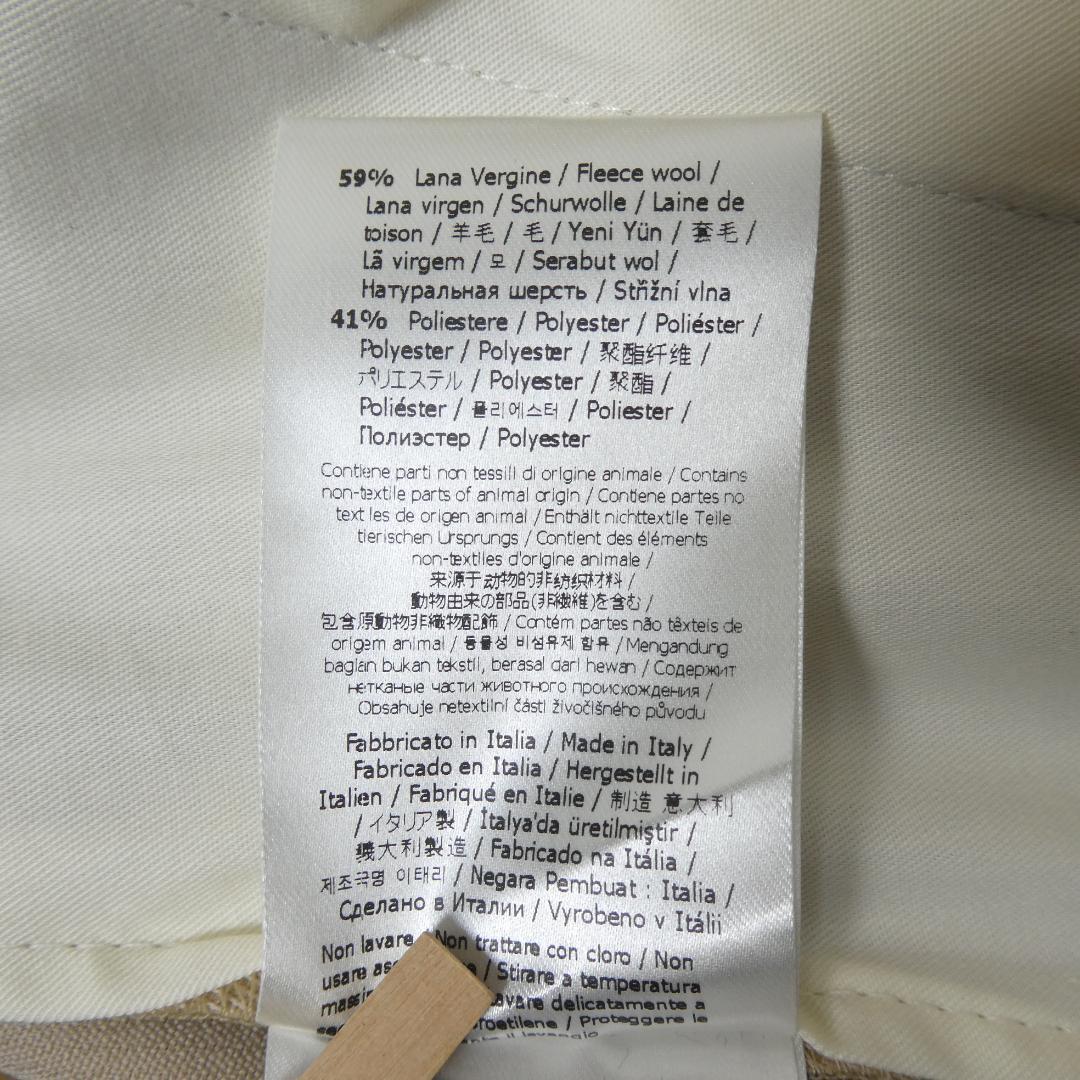 59% Lana Vergine / Fleece wool /
Lana virgen / Schurwolle / Laine de
toison / 羊毛 / 毛 / Yeni Yün / 套毛 /
Lã virgem / 모 / Serabut wol /
Натуральная шерсть / Střižní vlna
41% Poliestere / Polyester / Poliéster /
Polyester / Polyester / 聚酯纤维 /
ポリエステル / Polyester / 聚酯 /
Poliéster / 폴리에스터 / Poliester /
Полиэстер / Polyester
Contiene parti non tessili di origine animale / Contains
non-textile parts of animal origin / Contiene partes no
text les de origen animal / Enthält nichttextile Teile
tierischen Ursprungs / Contient des éléments
non-textiles d'origine animale /
来源于动物的非纺织材料 /
動物由来の部品(非繊維)を含む /
包含原動物非織物配飾 / Contém partes não têxteis de
origem animal / 동물성 비섬유제 함유 / Mengandung
bagian bukan tekstil, berasal dari hewan / Содержит
нетканые части животного происхождения /
Obsahuje netextilní části živočišného původu
Fabbricato in Italia / Made in Italy /
Fabricado en Italia / Hergestellt in
Italien / Fabriqué en Italie / 制造 意大利
/ イタリア製 / İtalya'da üretilmiştir /
義大利製造 / Fabricado na Itália /
제조국명 이태리 / Negara Pembuat : Italia /
Сделано в Италии / Vyrobeno v Itálii
Non lavare Non trattare con cloro / Non
usare / Stirare a temperatura
delicatamente a
/ Proteggere le
il lavaggio